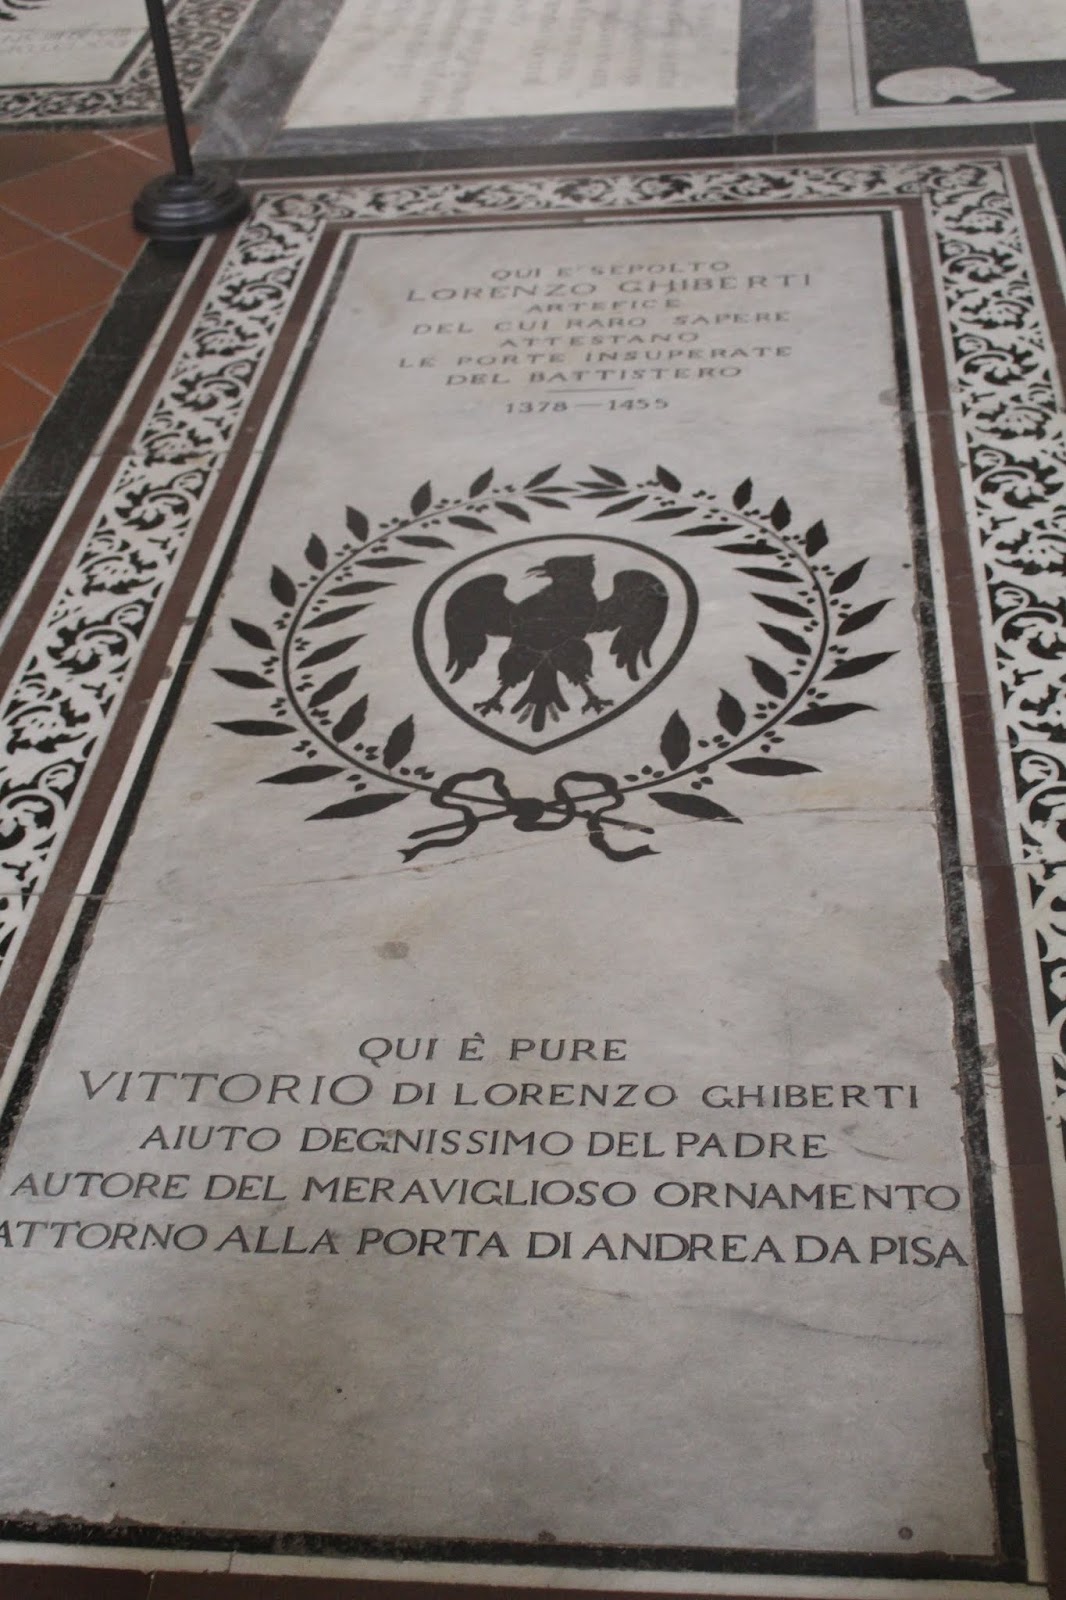 QUI E' SEPOLTO
LORENZO GHIBERTI
ARTEFICE
DEL CUI RARO SAPERE
ATTESTANO
LE PORTE INSUPERATE
DEL BATTISTERO
1378—1455
QUI È PURE
VITTORIO DI LORENZO GHIBERTI
AIUTO DEGNISSIMO DEL PADRE
AUTORE DEL MERAVIGLIOSO ORNAMENTO
ATTORNO ALLA PORTA DI ANDREA DA PISA